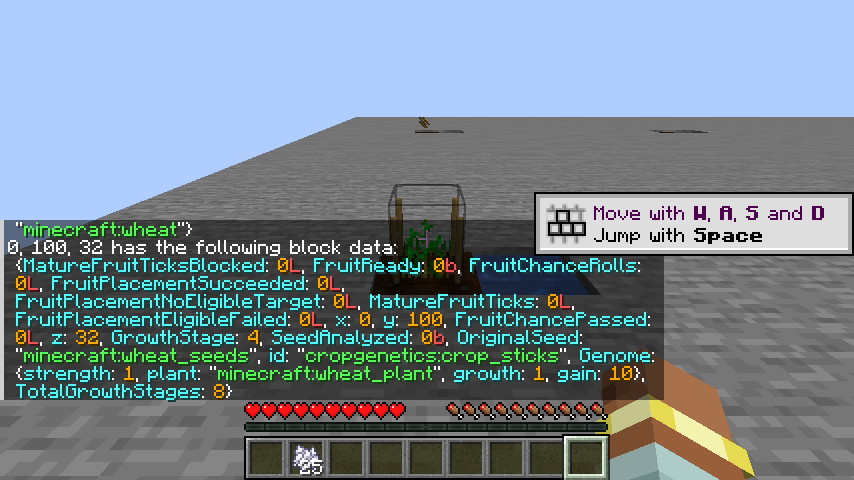 Move with W, A, S and D
Jump with Space
"minecraft:wheat"}
0, 100, 32 has the following block data:
{MatureFruitTicksBlocked: 0L, FruitReady: 0b, FruitChanceRolls:
0L, FruitPlacementSucceeded: 0L,
FruitPlacementNoEligibleTarget: 0L, MatureFruitTicks: 0L,
FruitPlacementEligibleFailed: 0L, x: 0, y: 100, FruitChancePassed:
0L, z: 32, GrowthStage: 4, SeedAnalyzed: 0b, OriginalSeed:
"minecraft:wheat_seeds", id: "cropgenetics:crop_sticks", Genome:
{strength: 1, plant: "minecraft:wheat_plant", growth: 1, gain: 10},
TotalGrowthStages: 8}
25